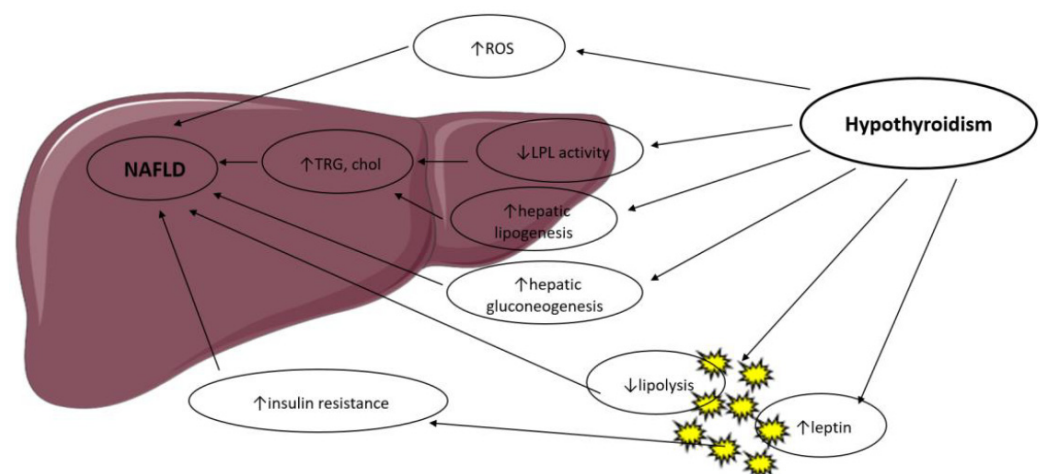 ↑ROS
Hypothyroidism
NAFLD
↑TRG, chol
↓LPL activity
↑hepatic
lipogenesis
↑hepatic
gluconeogenesis
↓lipolysis
↑insulin resistance
↑leptin